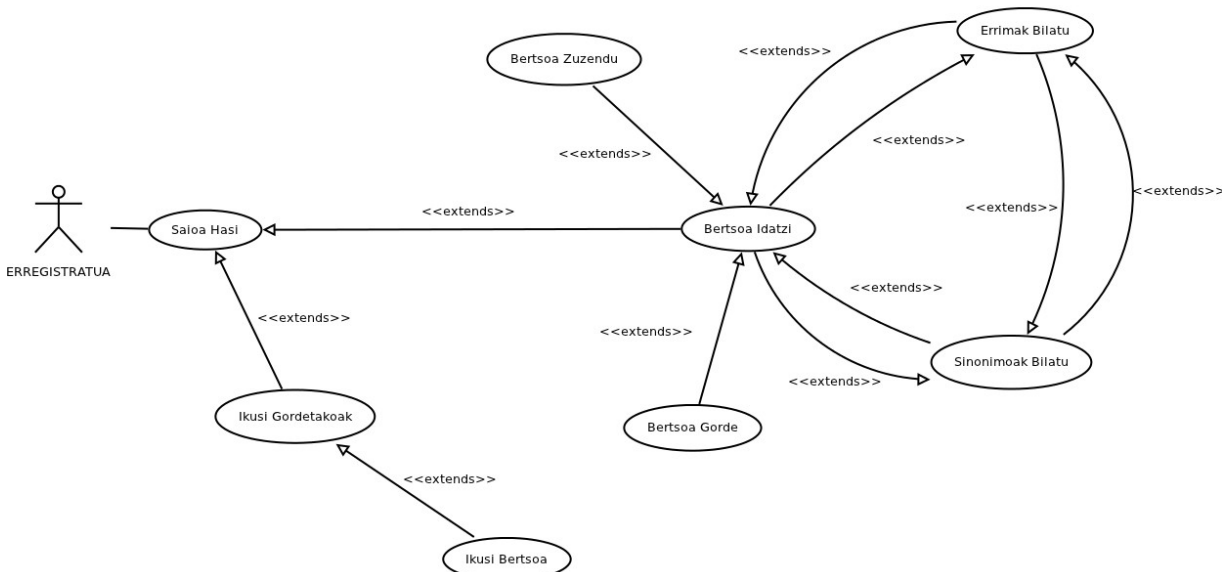 Errimak Bilatu
<<extends>>
Bertsoa Zuzendu
<<extends>>
<<extends>>
<<extends>>
<<extends>>
<<extends>>
Saioa Hasi
Bertsoa Idatzi
ERREGISTRATUA
<<extends>>
<<extends>>
<<extends>>
Sinonimoak Bilatu
<<extends>>
Ikusi Gordetakoak
Bertsoa Gorde
<<extends>>
Ikusi Bertsoa